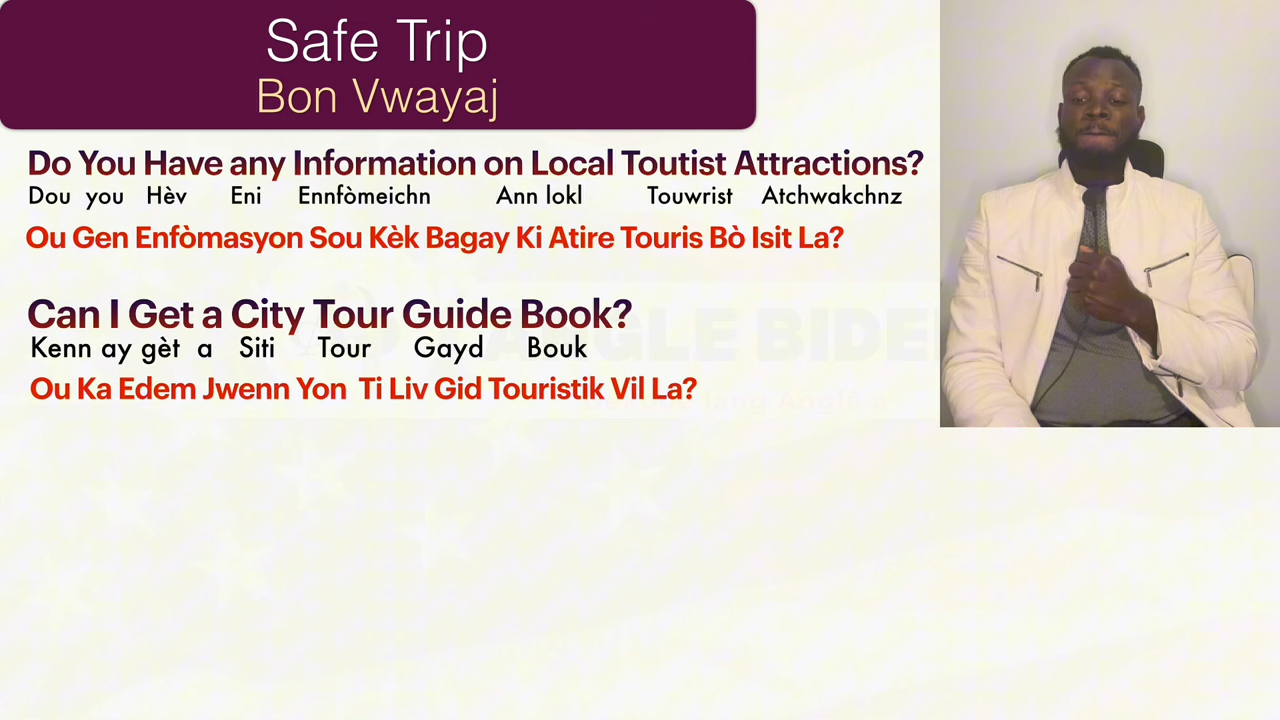 Safe Trip
Bon Vwayaj
Do You Have any Information on Local Toutist Attractions?
Dou you Hèv Eni Ennfòmeichn Ann lokl Touwrist Atchwakchnz
Ou Gen Enfòmasyon Sou Kèk Bagay Ki Atire Touris Bò Isit La?
Can I Get a City Tour Guide Book?
Kenn ay gèt a Siti Tour Gayd Bouk
Ou Ka Edem Jwenn Yon Ti Liv Gid Touristik Vil La?